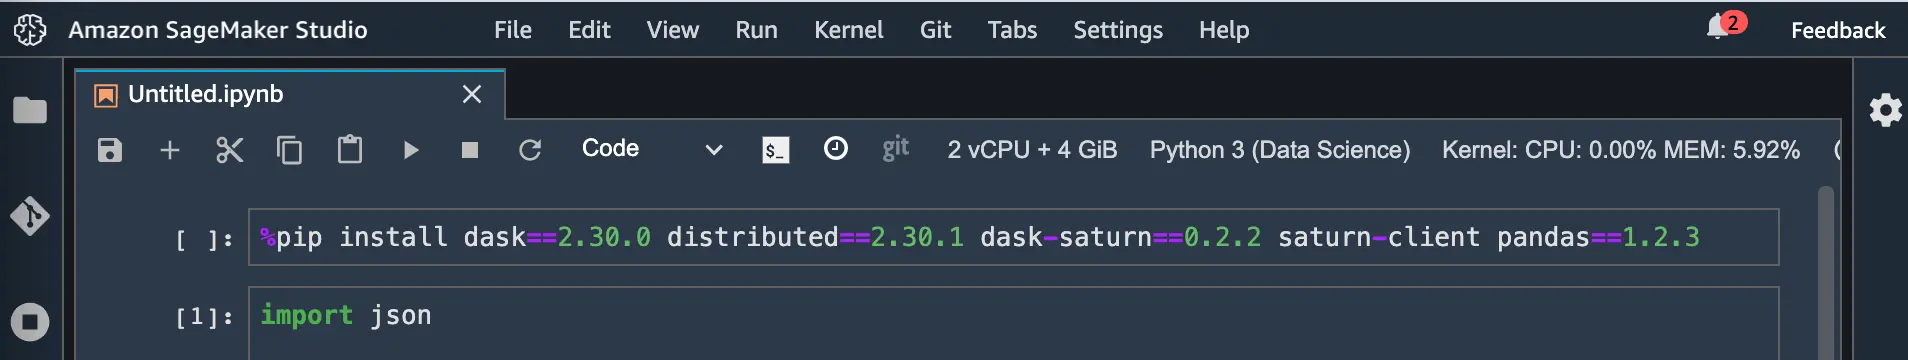 Amazon SageMaker Studio File Edit View Run Kernel Git Tabs Settings Help 2 Feedback
Untitled.ipynb
Code $_ git 2 vCPU + 4 GiB Python 3 (Data Science) Kernel: CPU: 0.00% MEM: 5.92%
[ ]: %pip install dask==2.30.0 distributed==2.30.1 dask-saturn==0.2.2 saturn-client pandas==1.2.3
[1]: import json